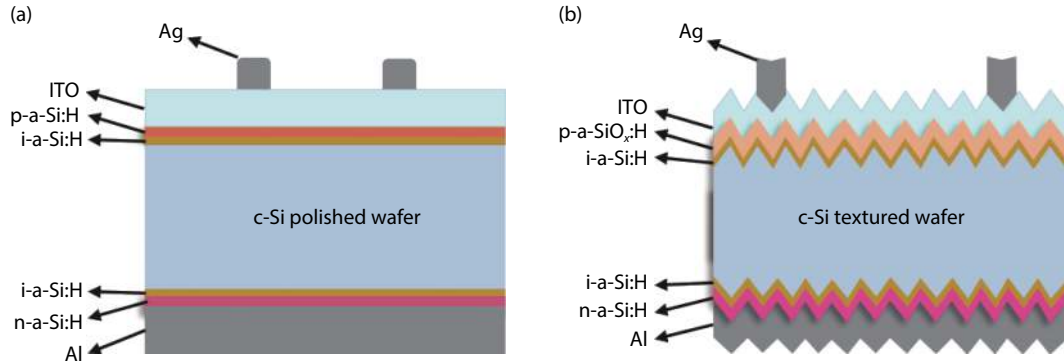 (a)
Ag
ITO
p-a-Si:H
i-a-Si:H
c-Si polished wafer
i-a-Si:H
n-a-Si:H
Al
(b)
Ag
ITO
p-a-SiOₓ:H
i-a-Si:H
c-Si textured wafer
i-a-Si:H
n-a-Si:H
Al